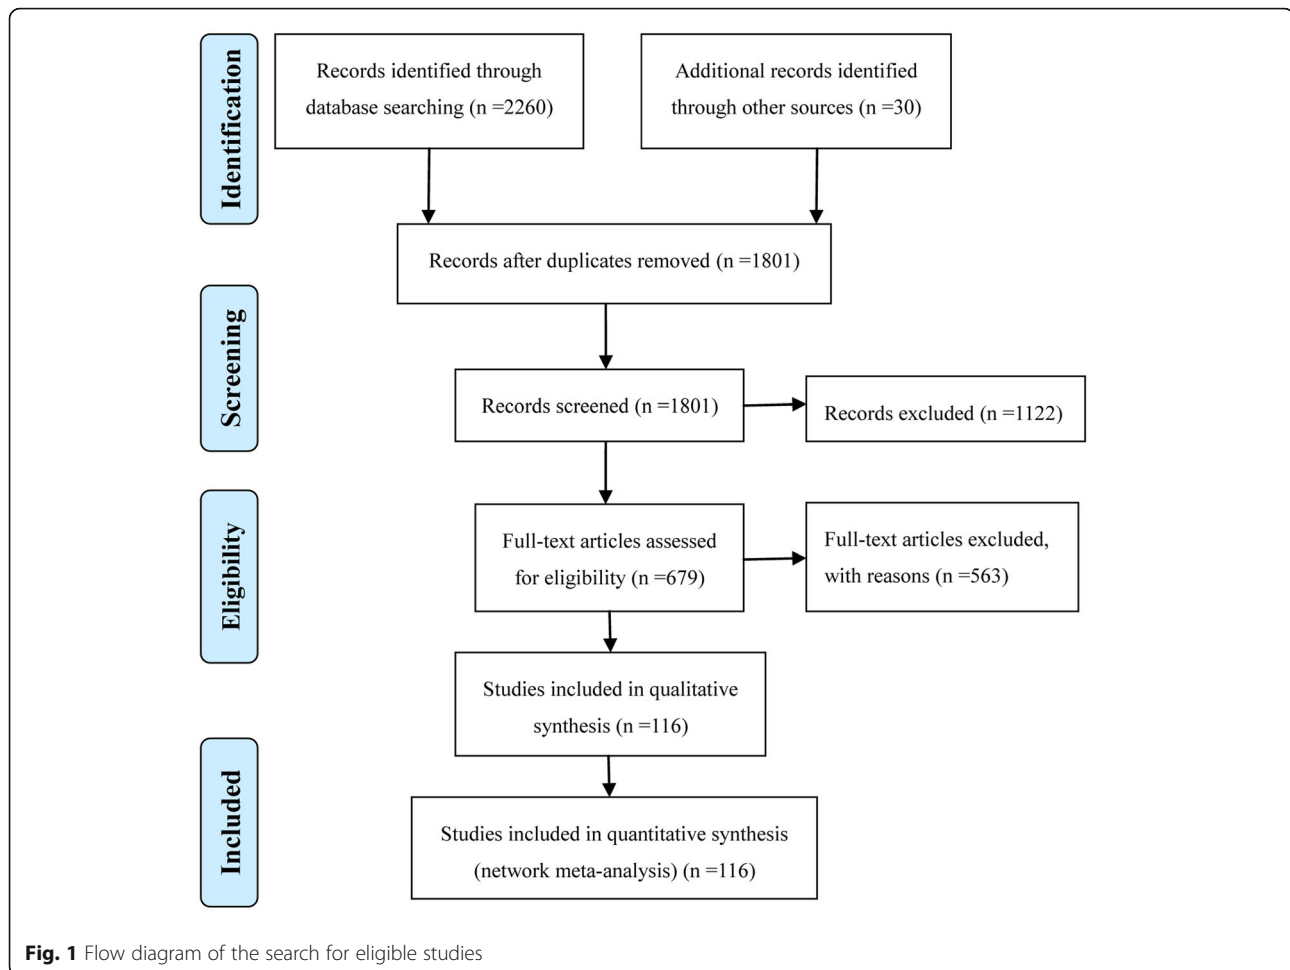 Identification
Records identified through
database searching (n =2260)
Additional records identified
through other sources (n =30)
Records after duplicates removed (n =1801)
Screening
Records screened (n =1801)
Records excluded (n =1122)
Eligibility
Full-text articles assessed
for eligibility (n =679)
Full-text articles excluded,
with reasons (n =563)
Studies included in qualitative
synthesis (n =116)
Included
Studies included in quantitative synthesis
(network meta-analysis) (n =116)
Fig. 1 Flow diagram of the search for eligible studies